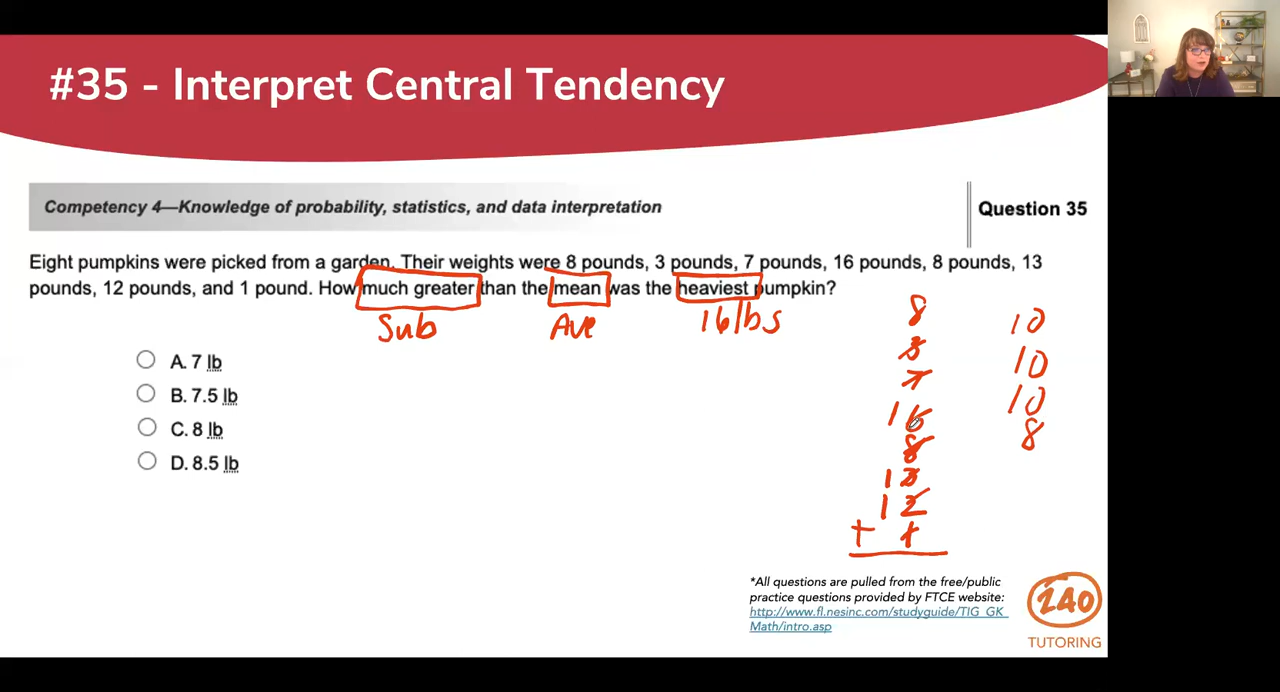 #35 - Interpret Central Tendency
Competency 4—Knowledge of probability, statistics, and data interpretation
Question 35
Eight pumpkins were picked from a garden. Their weights were 8 pounds, 3 pounds, 7 pounds, 16 pounds, 8 pounds, 13
pounds, 12 pounds, and 1 pound. How much greater than the mean was the heaviest pumpkin?
Sub Ave 16 lbs
A. 7 lb
B. 7.5 lb
C. 8 lb
D. 8.5 lb
8
3
7
16
8
13
12
+ 1
10
10
10
8
*All questions are pulled from the free/public
practice questions provided by FTCE website:
http://www.fl.nesinc.com/studyguide/TIG_GK_
Math/intro.asp
240
TUTORING